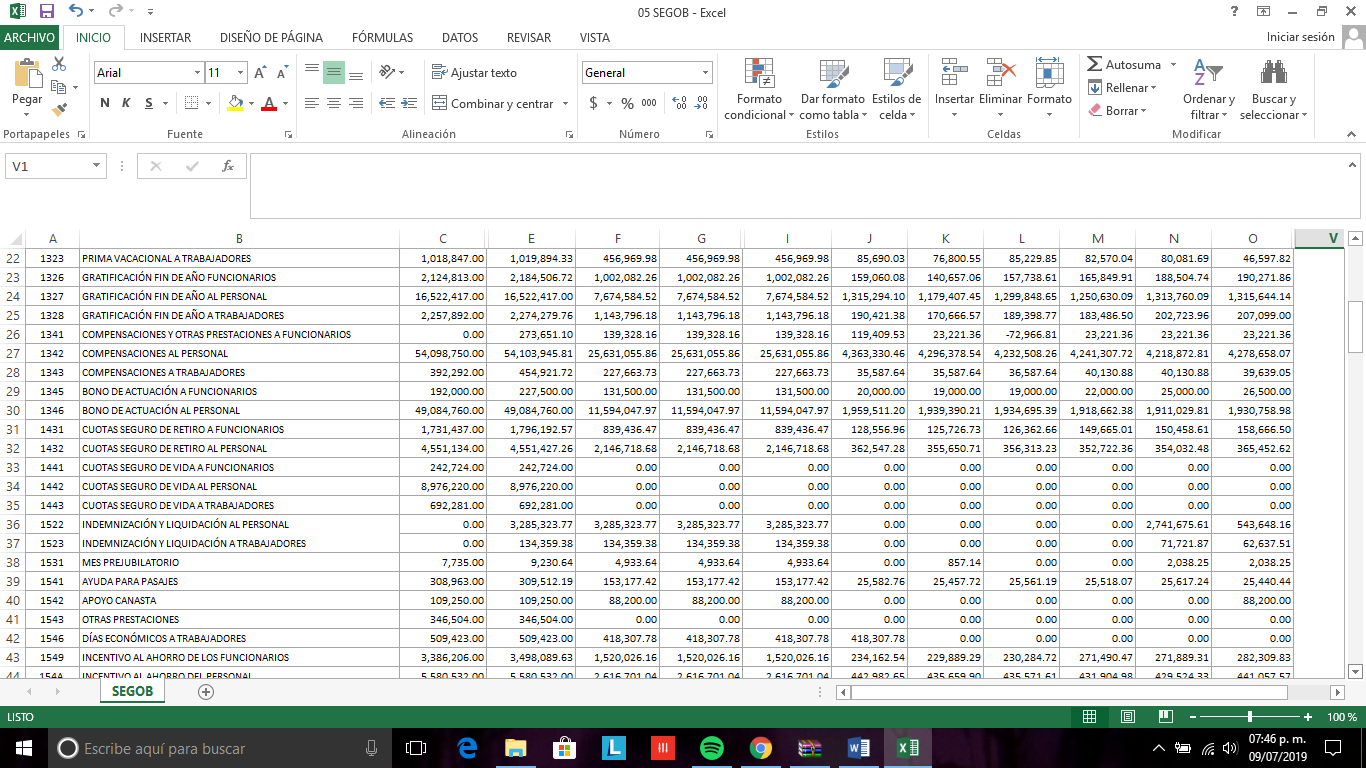 05 SEGOB - Excel
ARCHIVO INICIO INSERTAR DISEÑO DE PÁGINA FÓRMULAS DATOS REVISAR VISTA Iniciar sesión
Pegar
Arial 11
N K S
Ajustar texto
Combinar y centrar
General
$ % 000
Formato condicional
Dar formato como tabla
Estilos de celda
Insertar Eliminar Formato
Autosuma
Rellenar
Borrar
Ordenar y filtrar
Buscar y seleccionar
Portapapeles Fuente Alineación Número Estilos Celdas Modificar
V1 fx
A B C E F G I J K L M N O V
22 1323 PRIMA VACACIONAL A TRABAJADORES 1,018,847.00 1,019,894.33 456,969.98 456,969.98 456,969.98 85,690.03 76,800.55 85,229.85 82,570.04 80,081.69 46,597.82
23 1326 GRATIFICACIÓN FIN DE AÑO FUNCIONARIOS 2,124,813.00 2,184,506.72 1,002,082.26 1,002,082.26 1,002,082.26 159,060.08 140,657.06 157,738.61 165,849.91 188,504.74 190,271.86
24 1327 GRATIFICACIÓN FIN DE AÑO AL PERSONAL 16,522,417.00 16,522,417.00 7,674,584.52 7,674,584.52 7,674,584.52 1,315,294.10 1,179,407.45 1,299,848.65 1,250,630.09 1,313,760.09 1,315,644.14
25 1328 GRATIFICACIÓN FIN DE AÑO A TRABAJADORES 2,257,892.00 2,274,279.76 1,143,796.18 1,143,796.18 1,143,796.18 190,421.38 170,666.57 189,398.77 183,486.50 202,723.96 207,099.00
26 1341 COMPENSACIONES Y OTRAS PRESTACIONES A FUNCIONARIOS 0.00 273,651.10 139,328.16 139,328.16 139,328.16 119,409.53 23,221.36 -72,966.81 23,221.36 23,221.36 23,221.36
27 1342 COMPENSACIONES AL PERSONAL 54,098,750.00 54,103,945.81 25,631,055.86 25,631,055.86 25,631,055.86 4,363,330.46 4,296,378.54 4,232,508.26 4,241,307.72 4,218,872.81 4,278,658.07
28 1343 COMPENSACIONES A TRABAJADORES 392,292.00 454,921.72 227,663.73 227,663.73 227,663.73 35,587.64 35,587.64 36,587.64 40,130.88 40,130.88 39,639.05
29 1345 BONO DE ACTUACIÓN A FUNCIONARIOS 192,000.00 227,500.00 131,500.00 131,500.00 131,500.00 20,000.00 19,000.00 19,000.00 22,000.00 25,000.00 26,500.00
30 1346 BONO DE ACTUACIÓN AL PERSONAL 49,084,760.00 49,084,760.00 11,594,047.97 11,594,047.97 11,594,047.97 1,959,511.20 1,939,390.21 1,934,695.39 1,918,662.38 1,911,029.81 1,930,758.98
31 1431 CUOTAS SEGURO DE RETIRO A FUNCIONARIOS 1,731,437.00 1,796,192.57 839,436.47 839,436.47 839,436.47 128,556.96 125,726.73 126,362.66 149,665.01 150,458.61 158,666.50
32 1432 CUOTAS SEGURO DE RETIRO AL PERSONAL 4,551,134.00 4,551,427.26 2,146,718.68 2,146,718.68 2,146,718.68 362,547.28 355,650.71 356,313.23 352,722.36 354,032.48 365,452.62
33 1441 CUOTAS SEGURO DE VIDA A FUNCIONARIOS 242,724.00 242,724.00 0.00 0.00 0.00 0.00 0.00 0.00 0.00 0.00 0.00
34 1442 CUOTAS SEGURO DE VIDA AL PERSONAL 8,976,220.00 8,976,220.00 0.00 0.00 0.00 0.00 0.00 0.00 0.00 0.00 0.00
35 1443 CUOTAS SEGURO DE VIDA A TRABAJADORES 692,281.00 692,281.00 0.00 0.00 0.00 0.00 0.00 0.00 0.00 0.00 0.00
36 1522 INDEMNIZACIÓN Y LIQUIDACIÓN AL PERSONAL 0.00 3,285,323.77 3,285,323.77 3,285,323.77 3,285,323.77 0.00 0.00 0.00 0.00 2,741,675.61 543,648.16
37 1523 INDEMNIZACIÓN Y LIQUIDACIÓN A TRABAJADORES 0.00 134,359.38 134,359.38 134,359.38 134,359.38 0.00 0.00 0.00 0.00 71,721.87 62,637.51
38 1531 MES PREJUBILATORIO 7,735.00 9,230.64 4,933.64 4,933.64 4,933.64 0.00 857.14 0.00 0.00 2,038.25 2,038.25
39 1541 AYUDA PARA PASAJES 308,963.00 309,512.19 153,177.42 153,177.42 153,177.42 25,582.76 25,457.72 25,561.19 25,518.07 25,617.24 25,440.44
40 1542 APOYO CANASTA 109,250.00 109,250.00 88,200.00 88,200.00 88,200.00 0.00 0.00 0.00 0.00 0.00 88,200.00
41 1543 OTRAS PRESTACIONES 346,504.00 346,504.00 0.00 0.00 0.00 0.00 0.00 0.00 0.00 0.00 0.00
42 1546 DÍAS ECONÓMICOS A TRABAJADORES 509,423.00 509,423.00 418,307.78 418,307.78 418,307.78 418,307.78 0.00 0.00 0.00 0.00 0.00
43 1549 INCENTIVO AL AHORRO DE LOS FUNCIONARIOS 3,386,206.00 3,498,089.63 1,520,026.16 1,520,026.16 1,520,026.16 234,162.54 229,889.29 230,284.72 271,490.47 271,889.31 282,309.83
44 154A INCENTIVO AL AHORRO DEL PERSONAL 5,580,532.00 5,580,532.00 2,616,701.04 2,616,701.04 2,616,701.04 442,982.65 435,659.90 435,571.61 431,904.98 429,524.33 441,057.57
SEGOB
LISTO 100 %
Escribe aquí para buscar
07:46 p. m.
09/07/2019